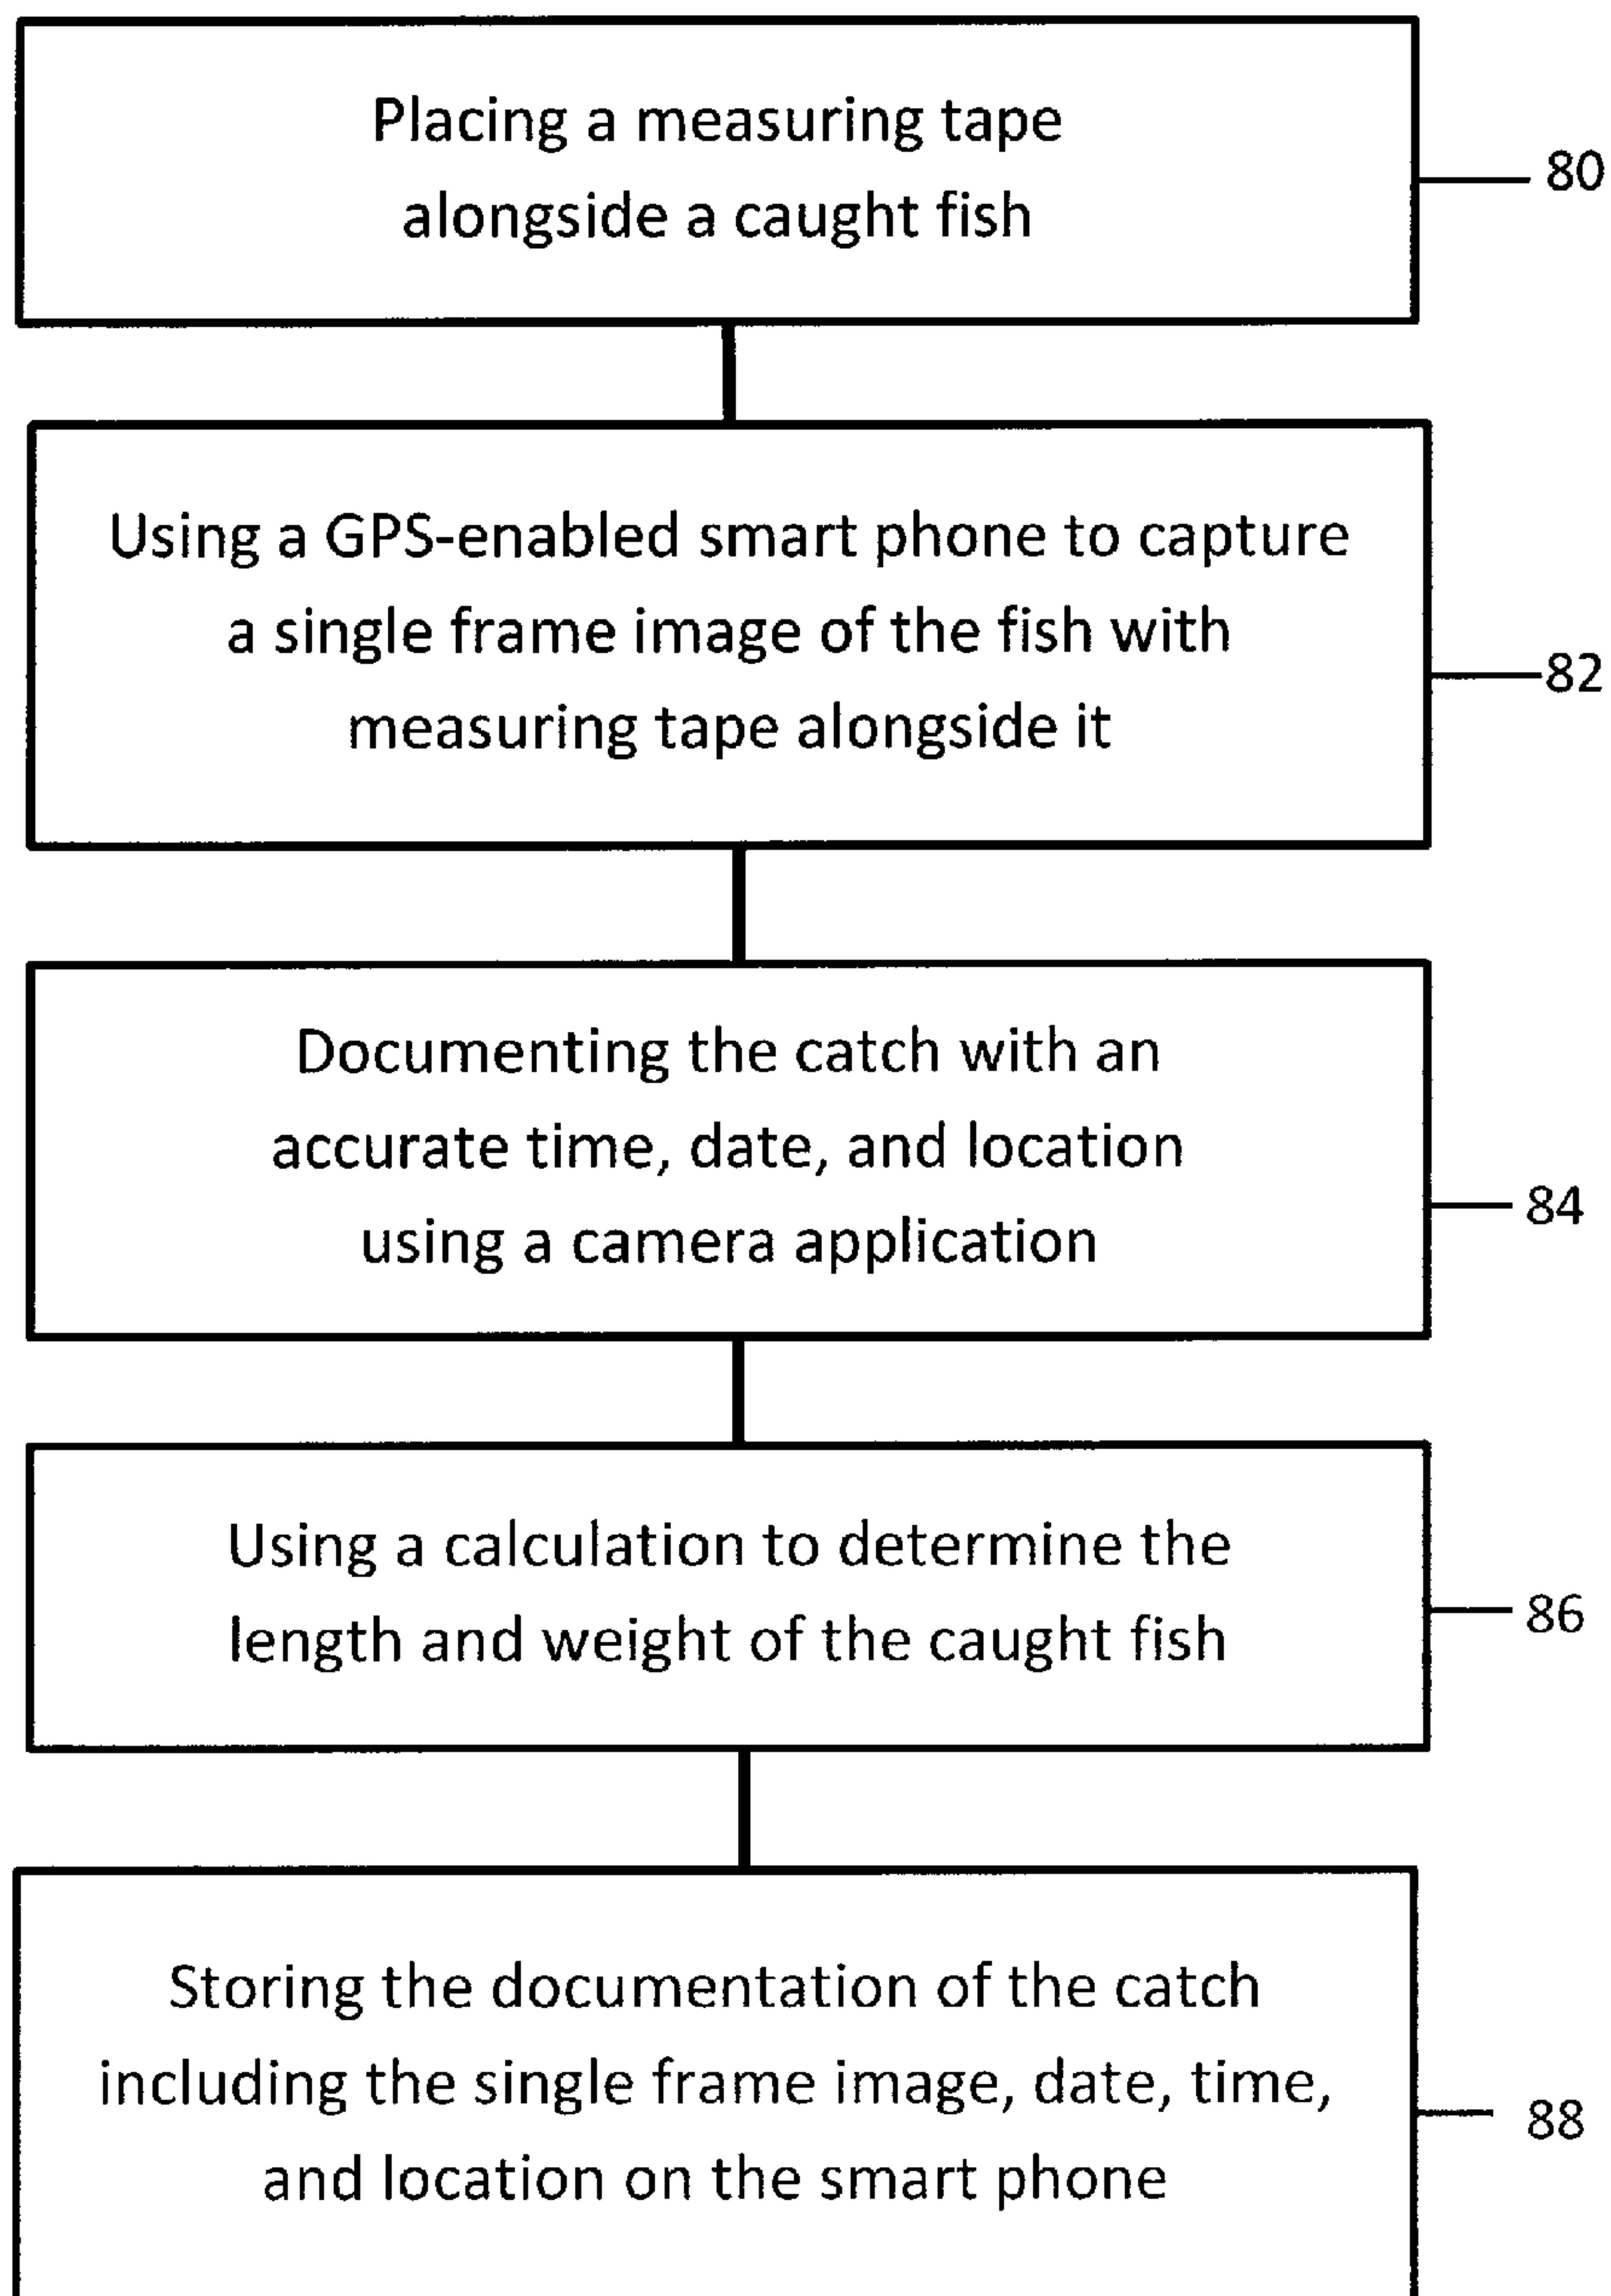 Placing a measuring tape
alongside a caught fish
80
Using a GPS-enabled smart phone to capture
a single frame image of the fish with
measuring tape alongside it
82
Documenting the catch with an
accurate time, date, and location
using a camera application
84
Using a calculation to determine the
length and weight of the caught fish
86
Storing the documentation of the catch
including the single frame image, date, time,
and location on the smart phone
88